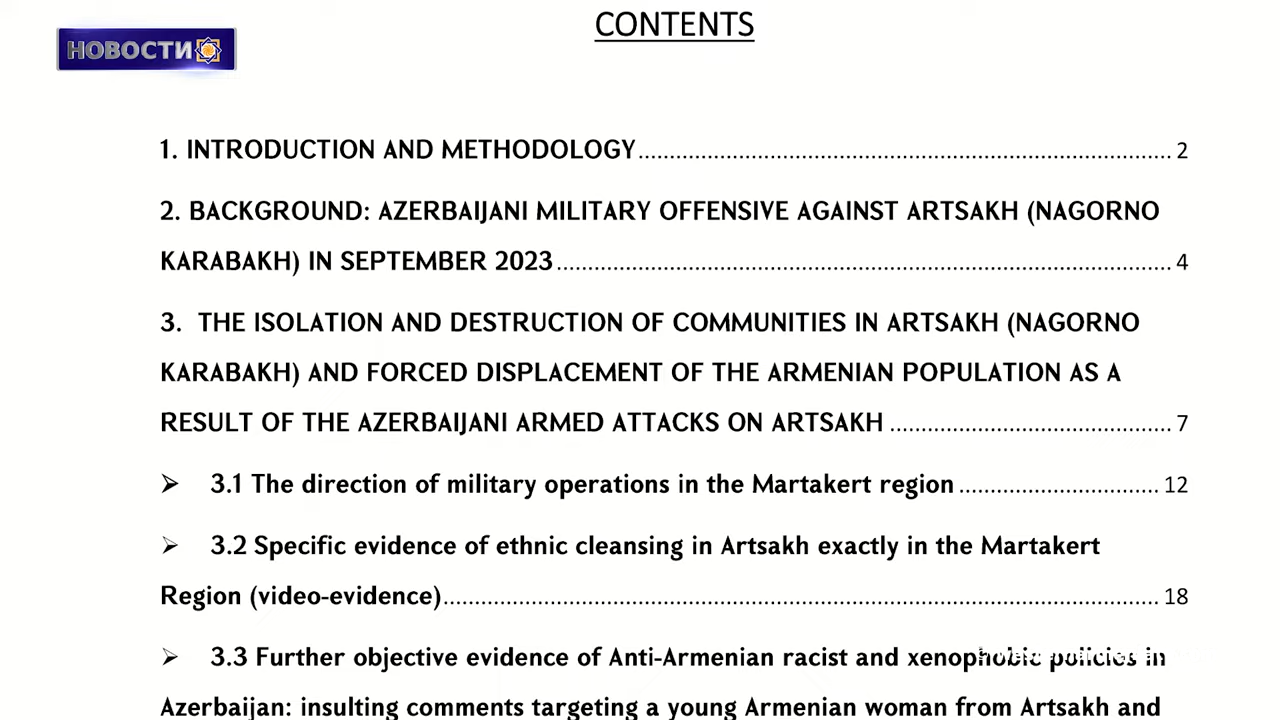 CONTENTS
НОВОСТИ
1. INTRODUCTION AND METHODOLOGY........................................ 2
2. BACKGROUND: AZERBAIJANI MILITARY OFFENSIVE AGAINST ARTSAKH (NAGORNO
KARABAKH) IN SEPTEMBER 2023........................................ 4
3. THE ISOLATION AND DESTRUCTION OF COMMUNITIES IN ARTSAKH (NAGORNO
KARABAKH) AND FORCED DISPLACEMENT OF THE ARMENIAN POPULATION AS A
RESULT OF THE AZERBAIJANI ARMED ATTACKS ON ARTSAKH........................................ 7
➢ 3.1 The direction of military operations in the Martakert region........................................ 12
➢ 3.2 Specific evidence of ethnic cleansing in Artsakh exactly in the Martakert
Region (video-evidence)........................................ 18
➢ 3.3 Further objective evidence of Anti-Armenian racist and xenophobic policies in
Azerbaijan: insulting comments targeting a young Armenian woman from Artsakh and